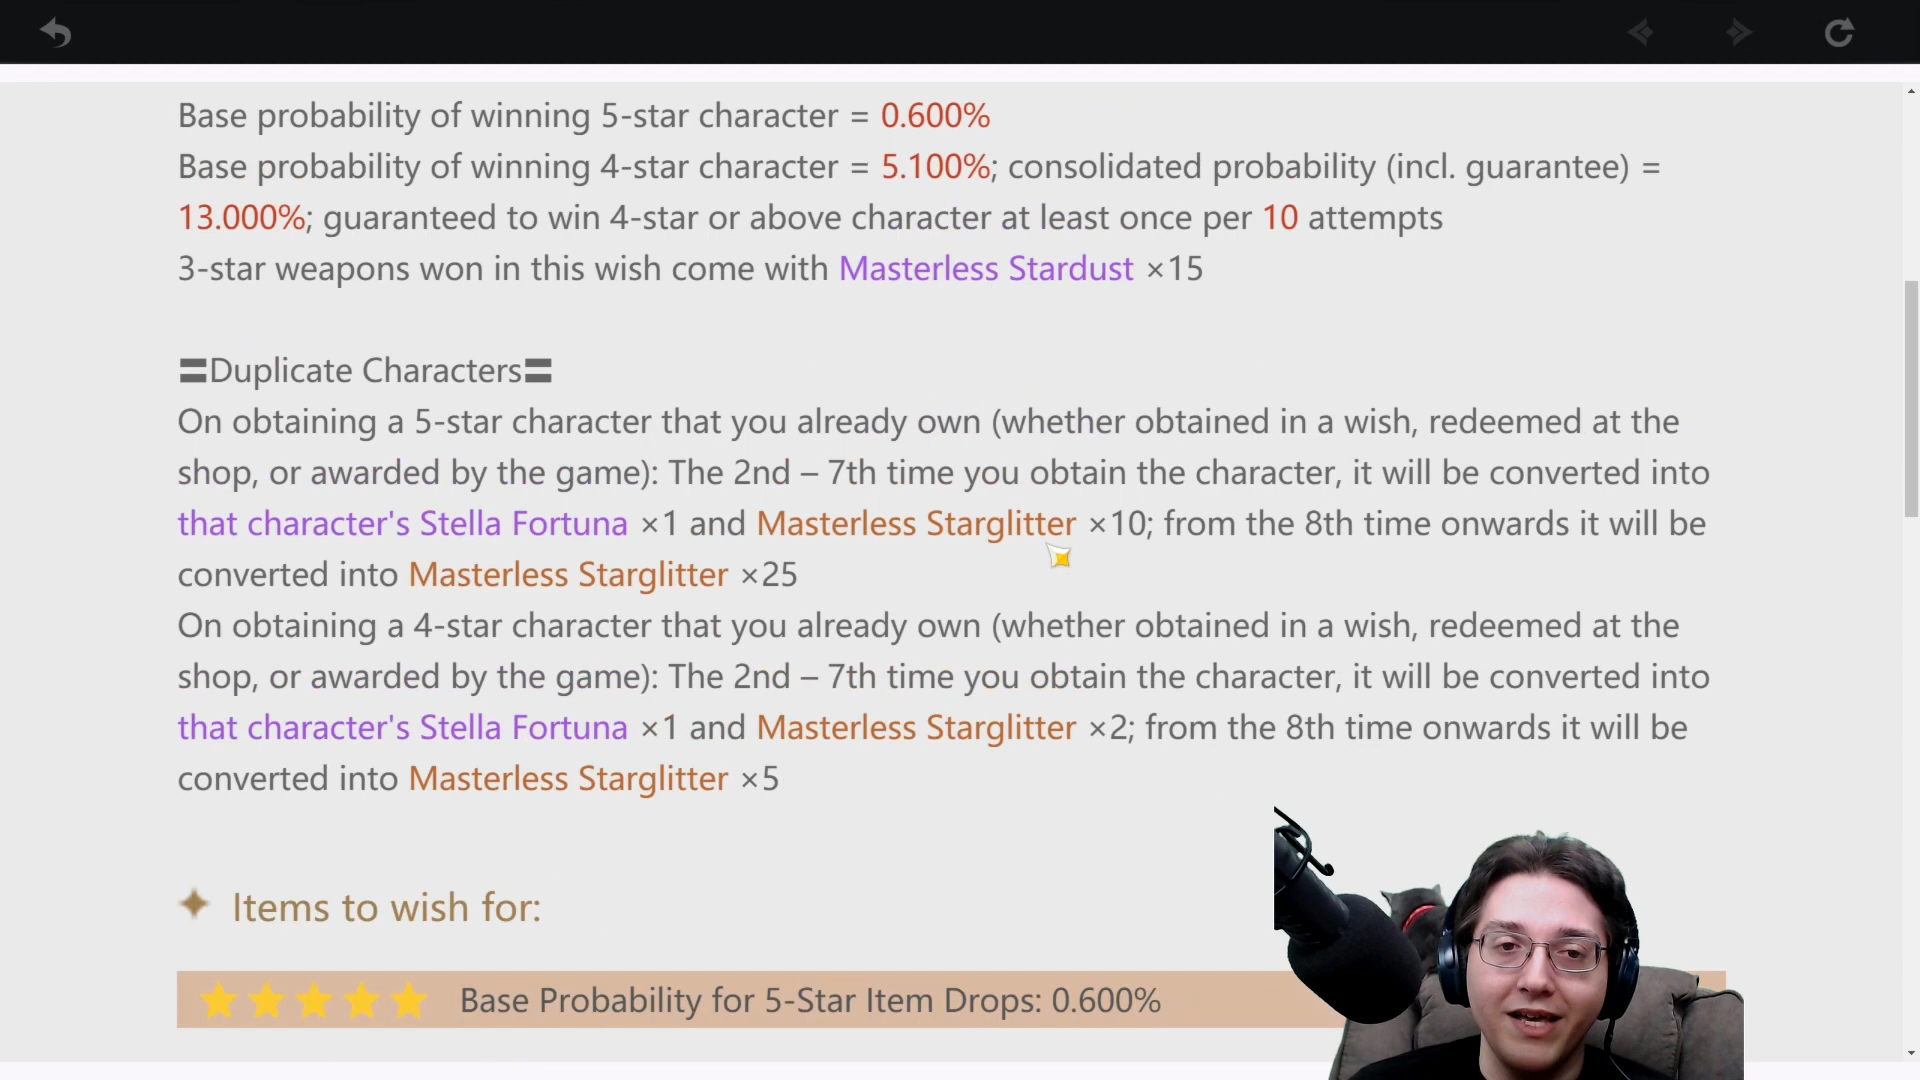 Base probability of winning 5-star character = 0.600%
Base probability of winning 4-star character = 5.100%; consolidated probability (incl. guarantee) =
13.000%; guaranteed to win 4-star or above character at least once per 10 attempts
3-star weapons won in this wish come with Masterless Stardust ×15
〓Duplicate Characters〓
On obtaining a 5-star character that you already own (whether obtained in a wish, redeemed at the
shop, or awarded by the game): The 2nd – 7th time you obtain the character, it will be converted into
that character's Stella Fortuna ×1 and Masterless Starglitter ×10; from the 8th time onwards it will be
converted into Masterless Starglitter ×25
On obtaining a 4-star character that you already own (whether obtained in a wish, redeemed at the
shop, or awarded by the game): The 2nd – 7th time you obtain the character, it will be converted into
that character's Stella Fortuna ×1 and Masterless Starglitter ×2; from the 8th time onwards it will be
converted into Masterless Starglitter ×5
Items to wish for:
Base Probability for 5-Star Item Drops: 0.600%